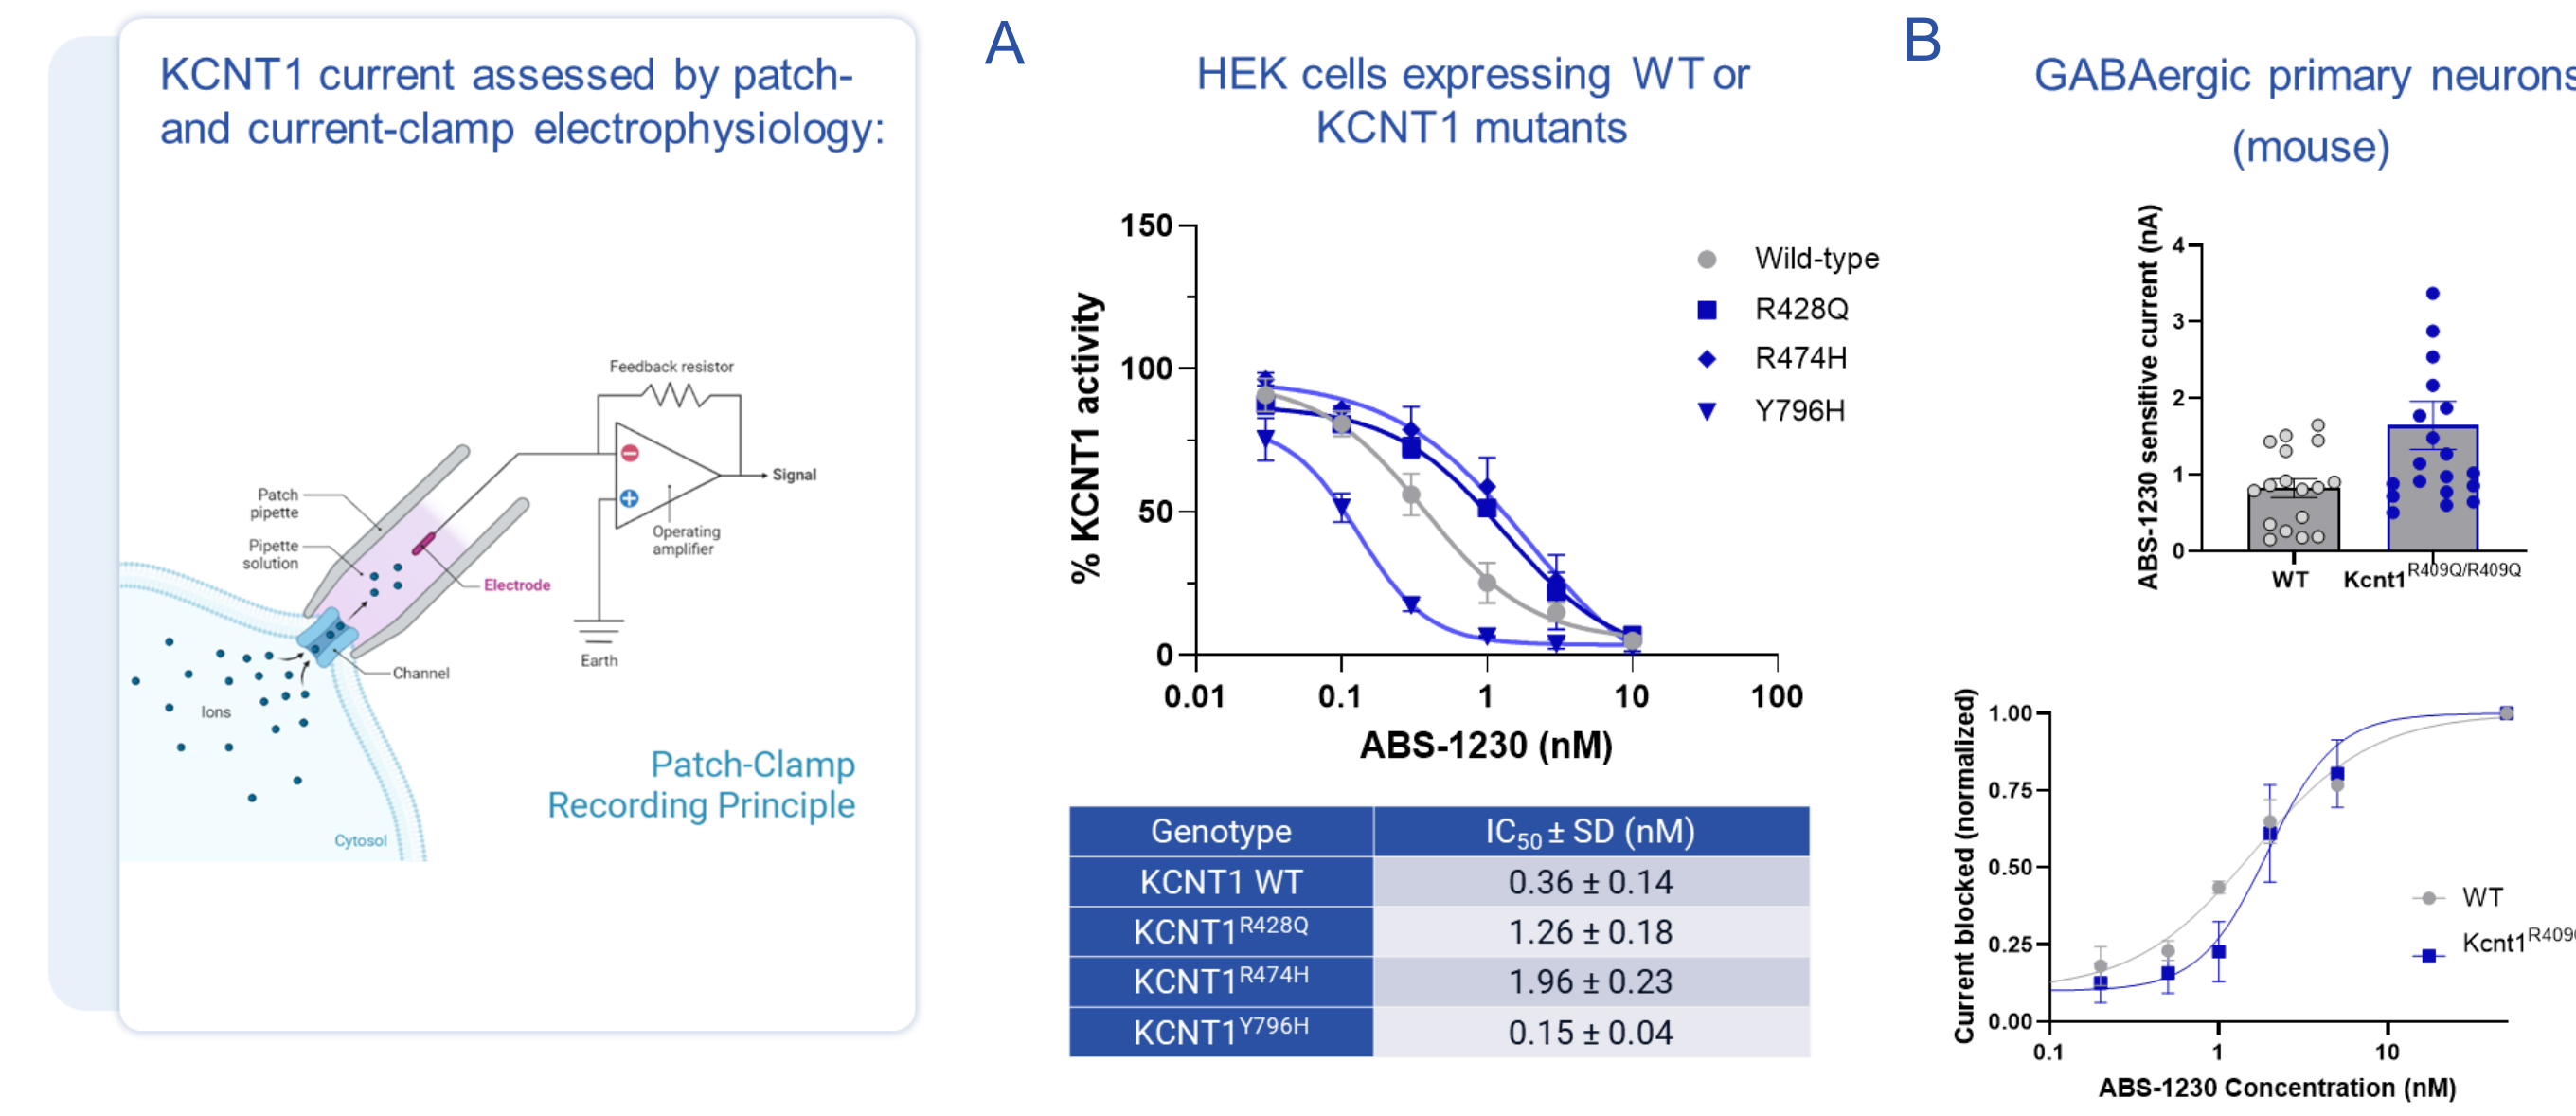 KCNT1 current assessed by patch-
and current-clamp electrophysiology:
Feedback resistor
Signal
Operating
amplifier
Patch
pipette
Pipette
solution
Electrode
Earth
Channel
Ions
Cytosol
Patch-Clamp
Recording Principle
A
HEK cells expressing WT or
KCNT1 mutants
% KCNT1 activity
150
100
50
0
0.01 0.1 1 10 100
ABS-1230 (nM)
Wild-type
R428Q
R474H
Y796H
Genotype IC50 ± SD (nM)
KCNT1 WT 0.36 ± 0.14
KCNT1R428Q 1.26 ± 0.18
KCNT1R474H 1.96 ± 0.23
KCNT1Y796H 0.15 ± 0.04
B
GABAergic primary neurons
(mouse)
ABS-1230 sensitive current (nA)
4
3
2
1
0
WT Kcnt1R409Q/R409Q
Current blocked (normalized)
1.00
0.75
0.50
0.25
0.00
0.1 1 10
ABS-1230 Concentration (nM)
WT
Kcnt1R409